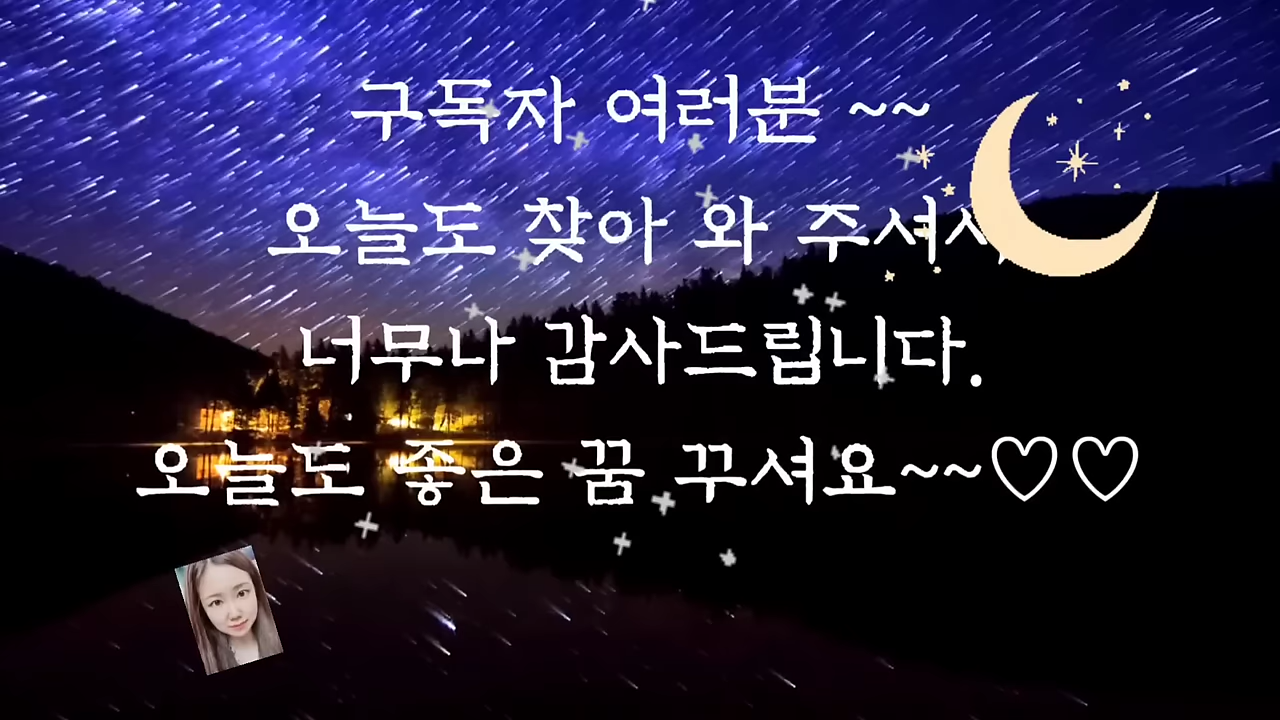 구독자 여러분 ~~
오늘도 찾아 와 주셔서
너무나 감사드립니다.
오늘도 좋은 꿈 꾸셔요~~♡♡